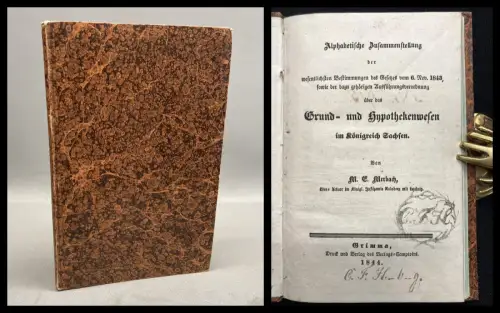 Alphabetische Zusammenstellung
der
wesentlichsten Bestimmungen des Gesetzes vom 6. Nov. 1843,
sowie der dazu gehörigen Ausführungsverordnung
über das
Grund- und Hypothekenwesen
im Königreich Sachsen.
Von
M. E. Merbach,
Grimma,
Druck und Verlag des Verlags-Comptoirs.
1844.